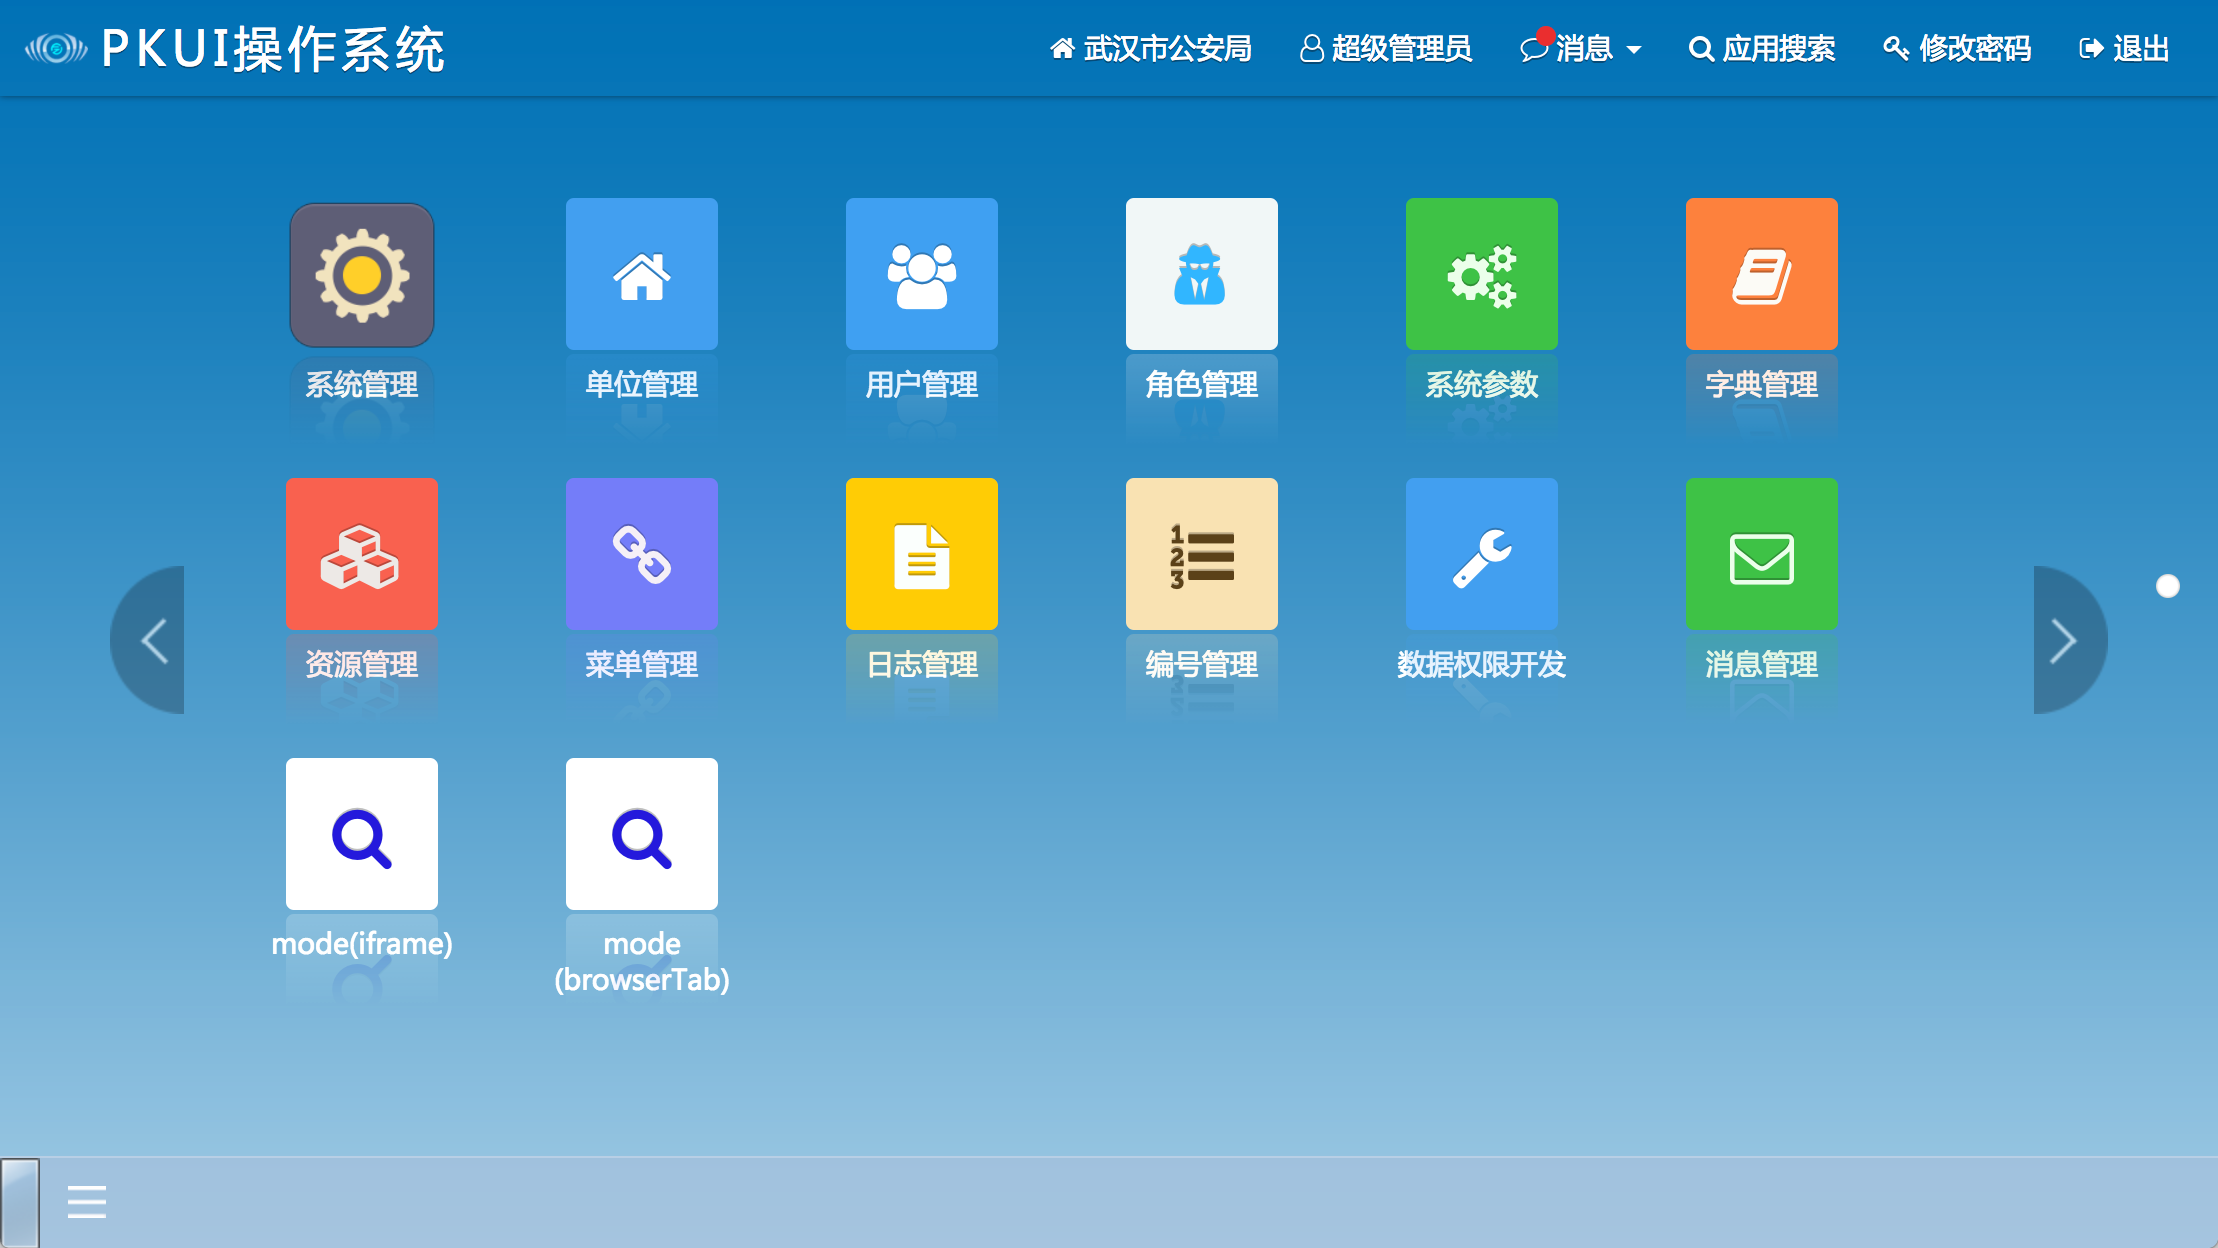 PKUI操作系统
武汉市公安局
超级管理员
消息
应用搜索
修改密码
退出
系统管理
单位管理
用户管理
角色管理
系统参数
字典管理
资源管理
菜单管理
日志管理
1
2
3
编号管理
数据权限开发
消息管理
mode(iframe)
mode
(browserTab)